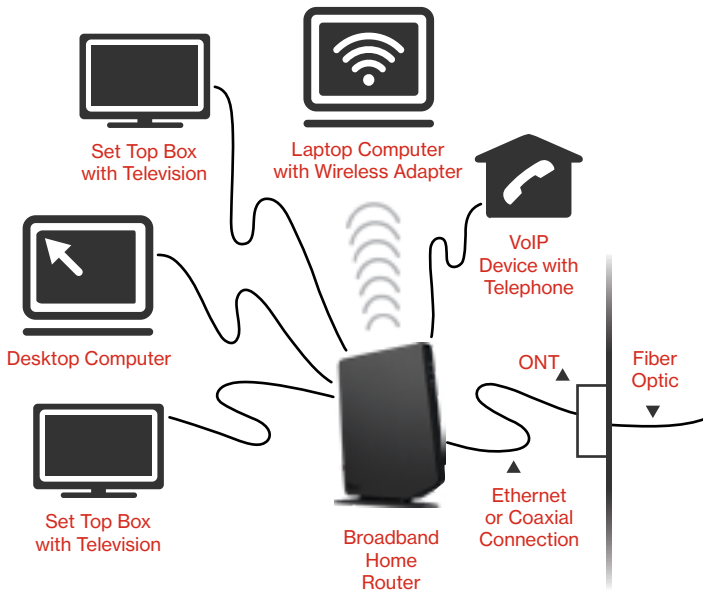 Set Top Box
with Television
Laptop Computer
with Wireless Adapter
VoIP
Device with
Telephone
Desktop Computer
ONT
Fiber
Optic
Set Top Box
with Television
Broadband
Home
Router
Ethernet
or Coaxial
Connection